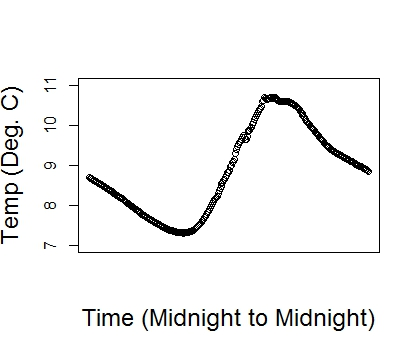 Temp (Deg. C)
11
10
9
8
7
Time (Midnight to Midnight)